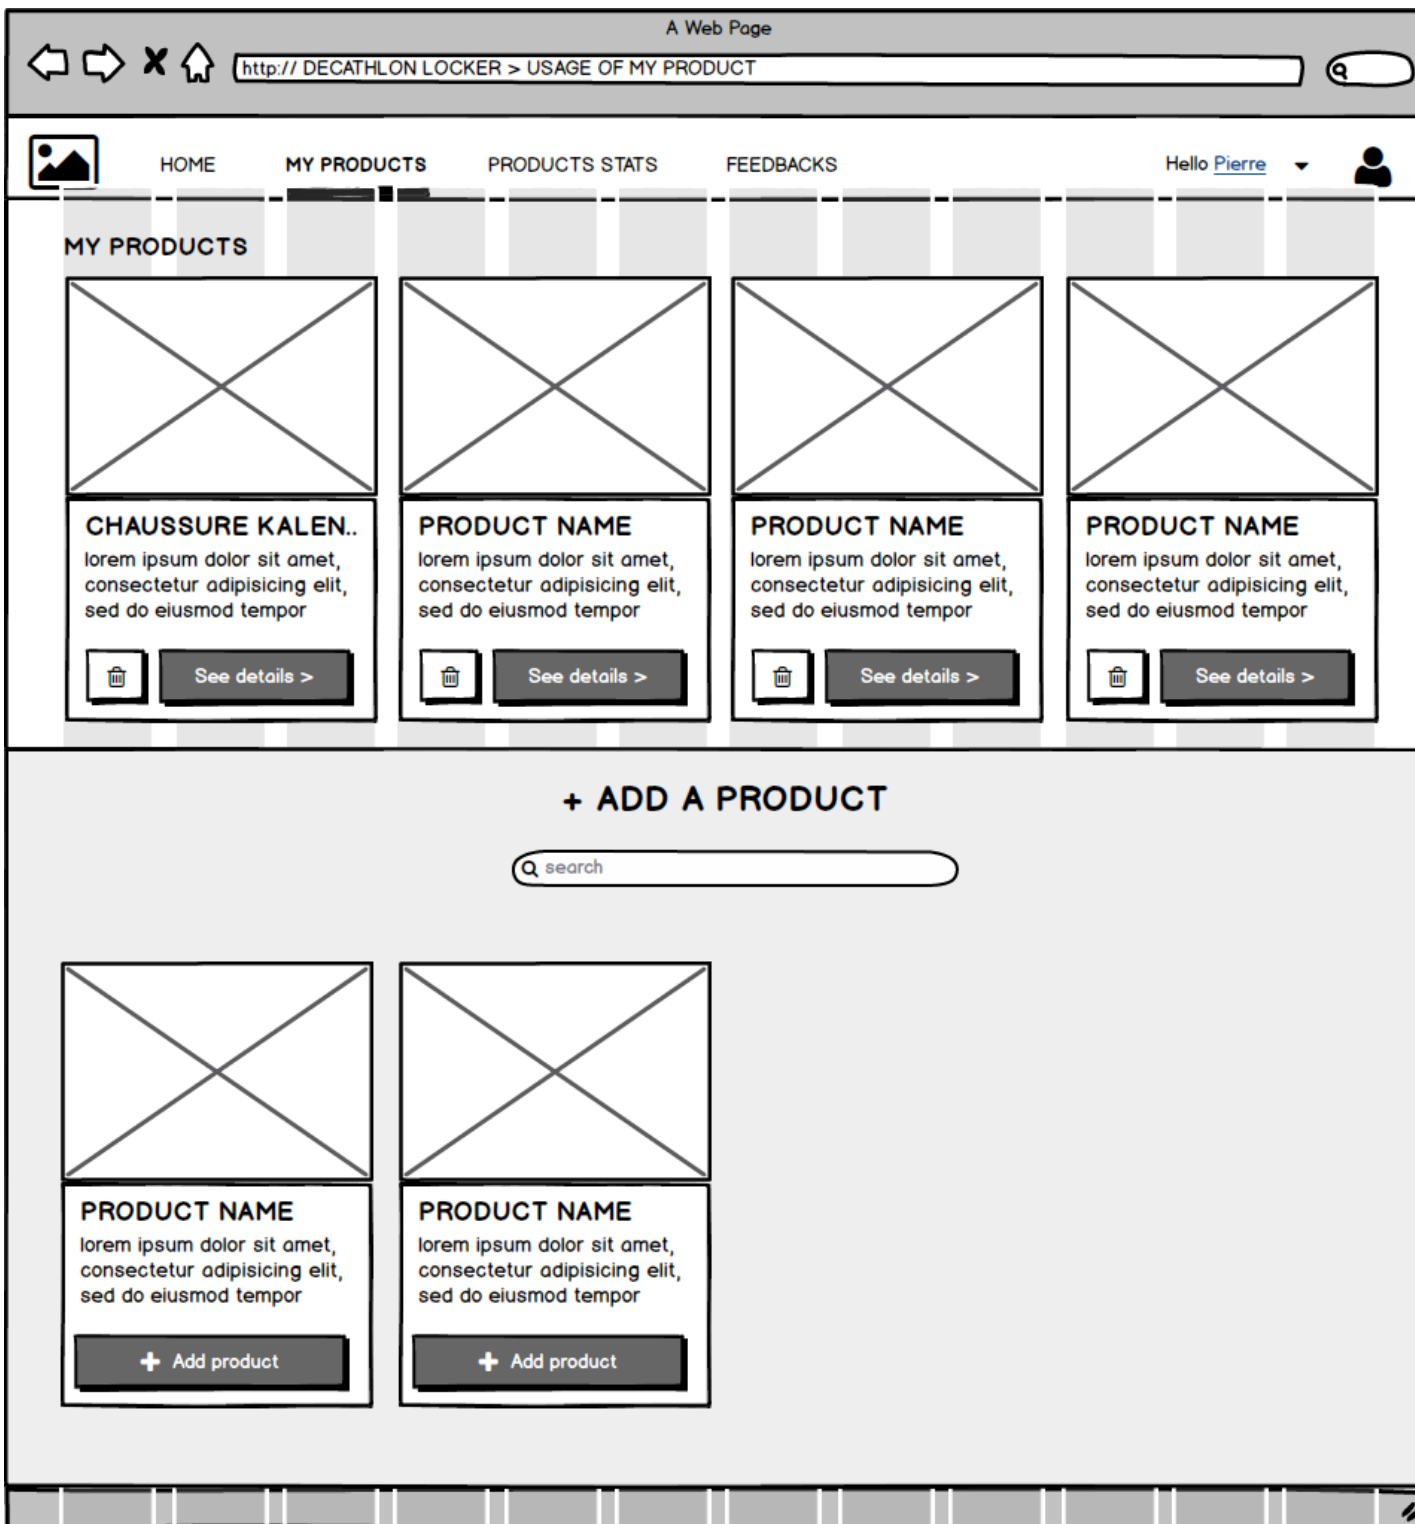 A Web Page
http:// DECATHLON LOCKER > USAGE OF MY PRODUCT
HOME
MY PRODUCTS
PRODUCTS STATS
FEEDBACKS
Hello Pierre
MY PRODUCTS
CHAUSSURE KALEN..
lorem ipsum dolor sit amet,
consectetur adipisicing elit,
sed do eiusmod tempor
See details >
PRODUCT NAME
lorem ipsum dolor sit amet,
consectetur adipisicing elit,
sed do eiusmod tempor
See details >
PRODUCT NAME
lorem ipsum dolor sit amet,
consectetur adipisicing elit,
sed do eiusmod tempor
See details >
PRODUCT NAME
lorem ipsum dolor sit amet,
consectetur adipisicing elit,
sed do eiusmod tempor
See details >
+ ADD A PRODUCT
search
PRODUCT NAME
lorem ipsum dolor sit amet,
consectetur adipisicing elit,
sed do eiusmod tempor
+ Add product
PRODUCT NAME
lorem ipsum dolor sit amet,
consectetur adipisicing elit,
sed do eiusmod tempor
+ Add product